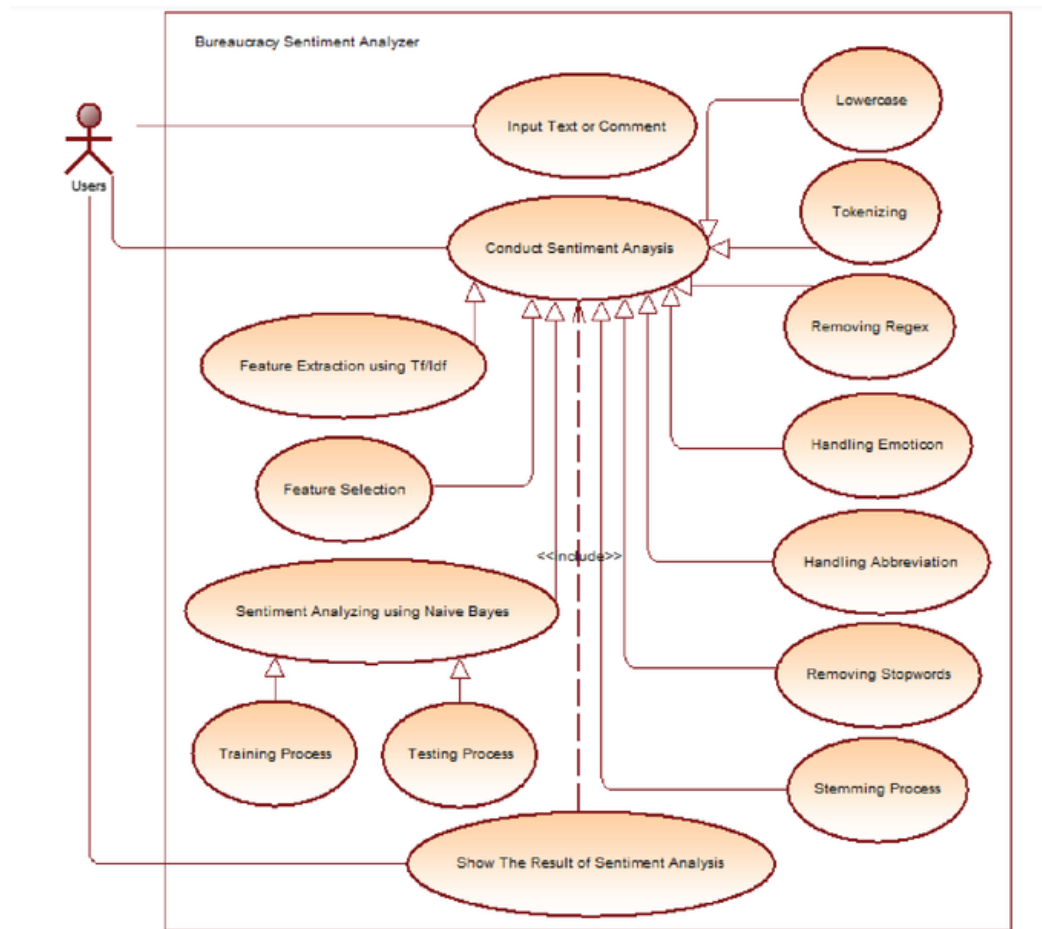 Bureaucracy Sentiment Analyzer
Lowercase
Input Text or Comment
Users
Tokenizing
Conduct Sentiment Anaysis
Removing Regex
Feature Extraction using Tf/Idf
Handling Emoticon
Feature Selection
<<include>>
Handling Abbreviation
Sentiment Analyzing using Naive Bayes
Removing Stopwords
Training Process
Testing Process
Stemming Process
Show The Result of Sentiment Analysis